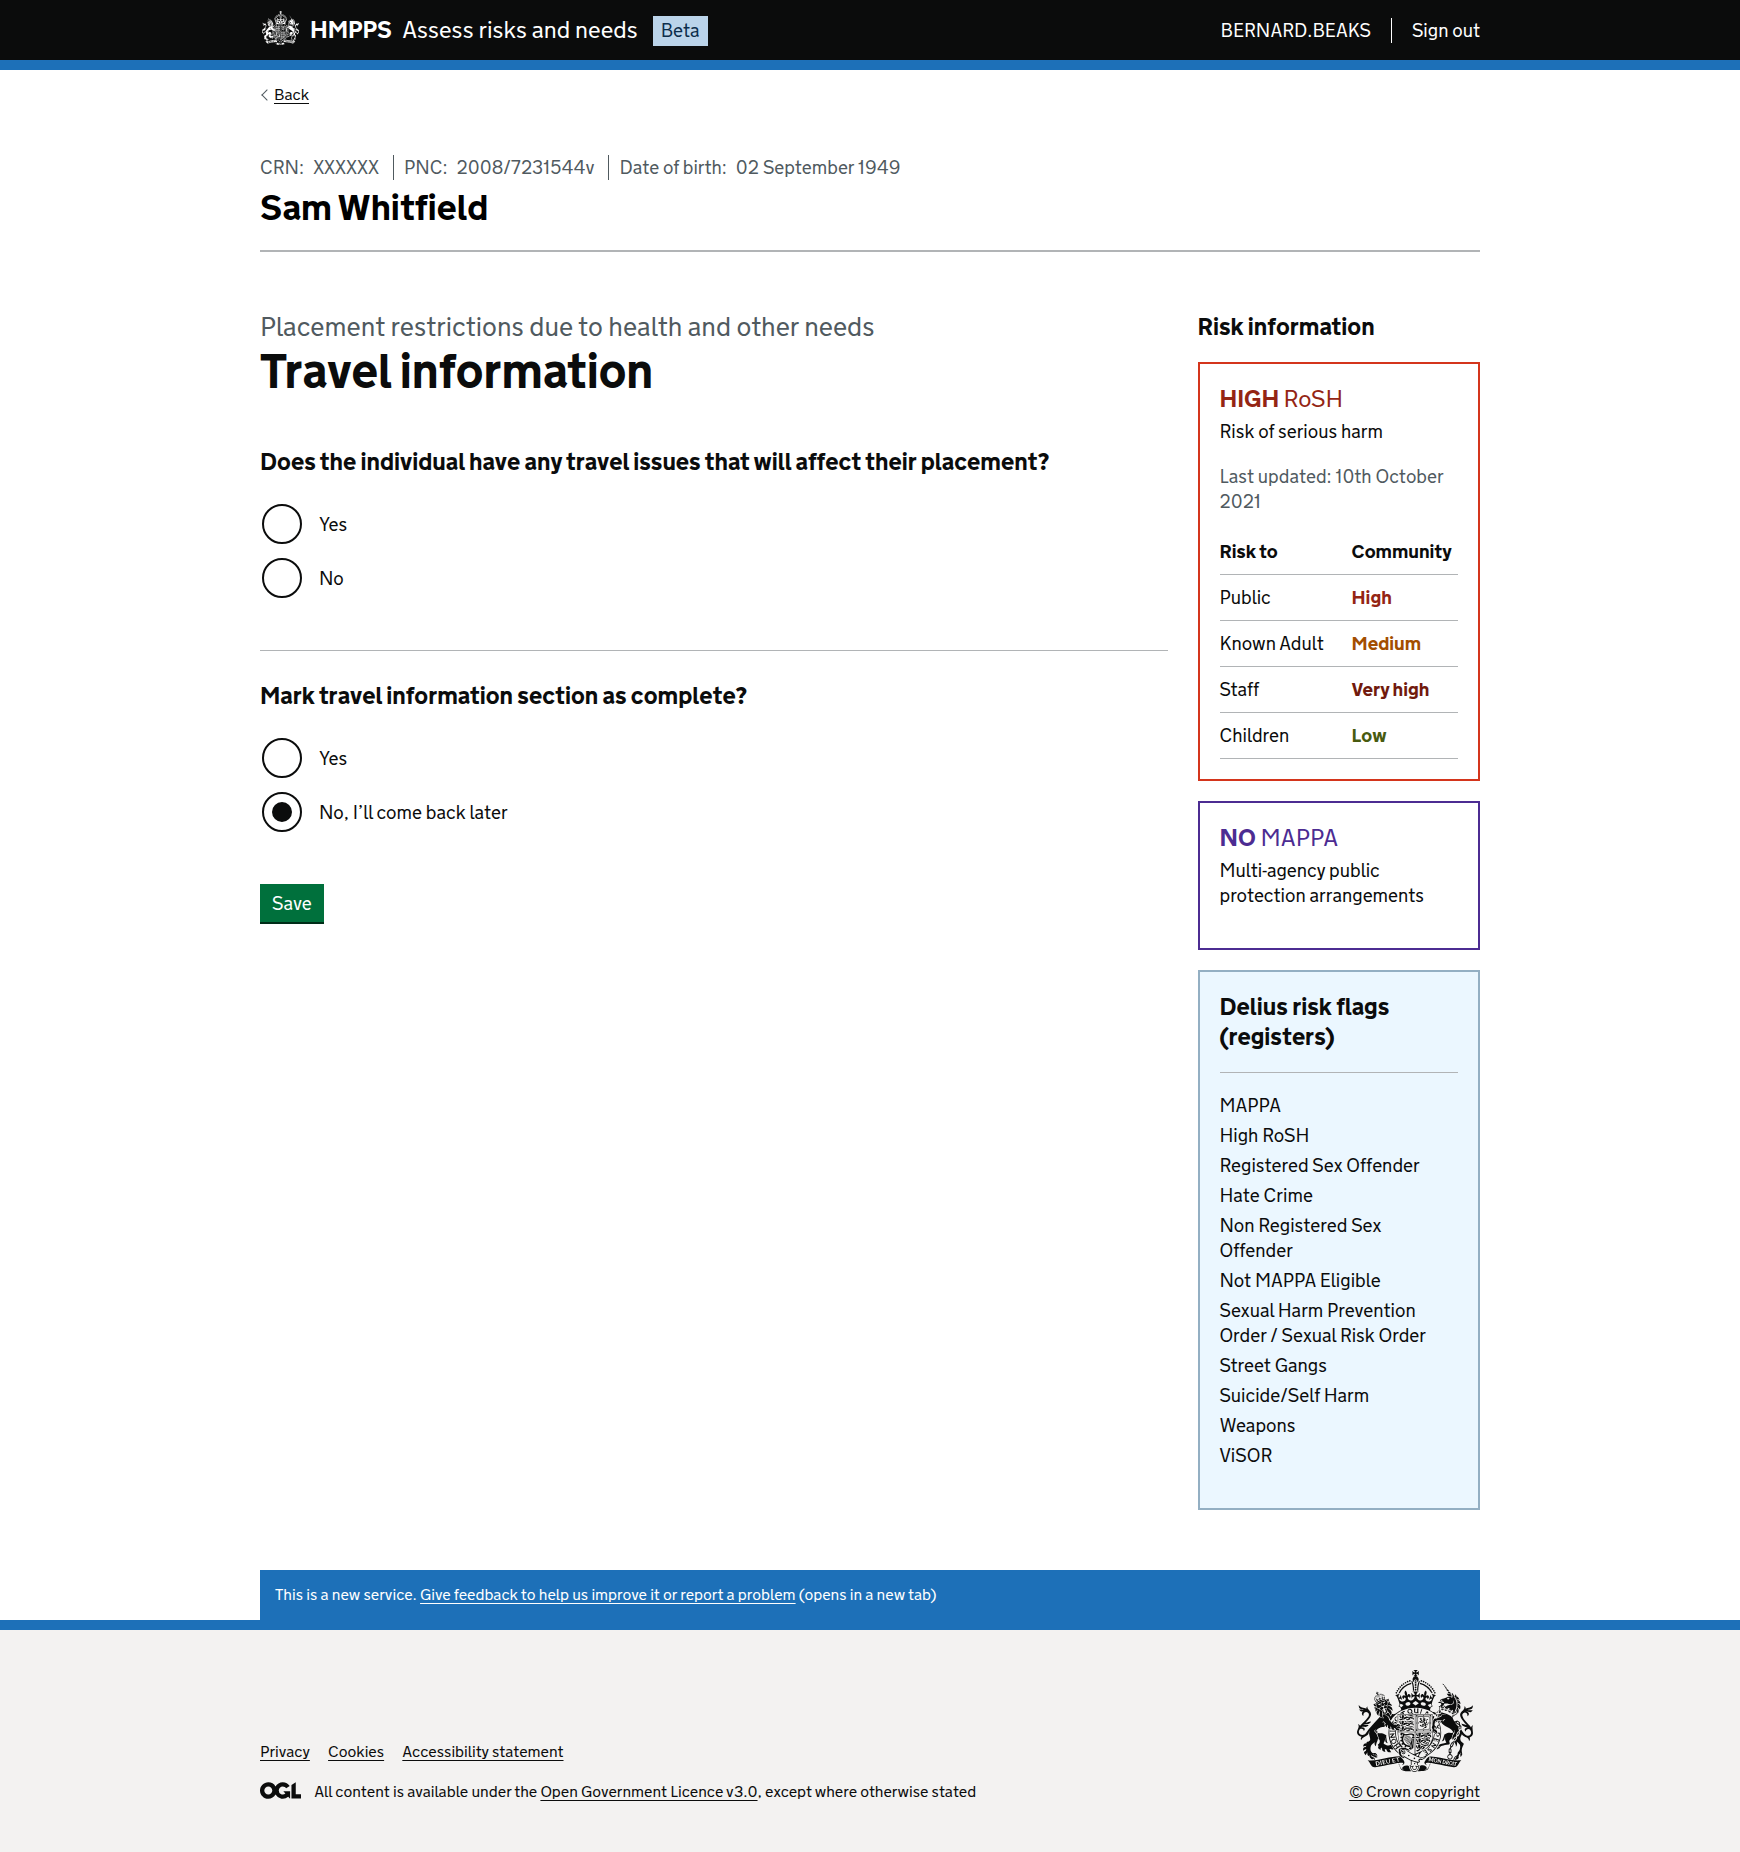 HMPPS Assess risks and needs Beta
BERNARD.BEAKS Sign out
Back
CRN: XXXXXX PNC: 2008/7231544v Date of birth: 02 September 1949
Sam Whitfield
Placement restrictions due to health and other needs
Travel information
Does the individual have any travel issues that will affect their placement?
Yes
No
Mark travel information section as complete?
Yes
No, I’ll come back later
Save
Risk information
HIGH RoSH
Risk of serious harm
Last updated: 10th October
2021
Risk to Community
Public High
Known Adult Medium
Staff Very high
Children Low
NO MAPPA
Multi-agency public
protection arrangements
Delius risk flags
(registers)
MAPPA
High RoSH
Registered Sex Offender
Hate Crime
Non Registered Sex
Offender
Not MAPPA Eligible
Sexual Harm Prevention
Order / Sexual Risk Order
Street Gangs
Suicide/Self Harm
Weapons
ViSOR
This is a new service. Give feedback to help us improve it or report a problem (opens in a new tab)
Privacy Cookies Accessibility statement
OGL All content is available under the Open Government Licence v3.0, except where otherwise stated
© Crown copyright